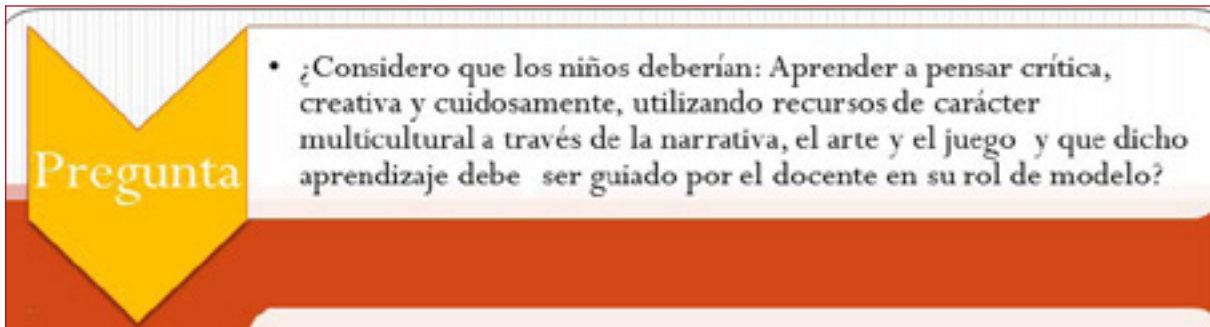 Pregunta
• ¿Considero que los niños deberían: Aprender a pensar crítica,
creativa y cuidosamente, utilizando recursos de carácter
multicultural a través de la narrativa, el arte y el juego y que dicho
aprendizaje debe ser guiado por el docente en su rol de modelo?